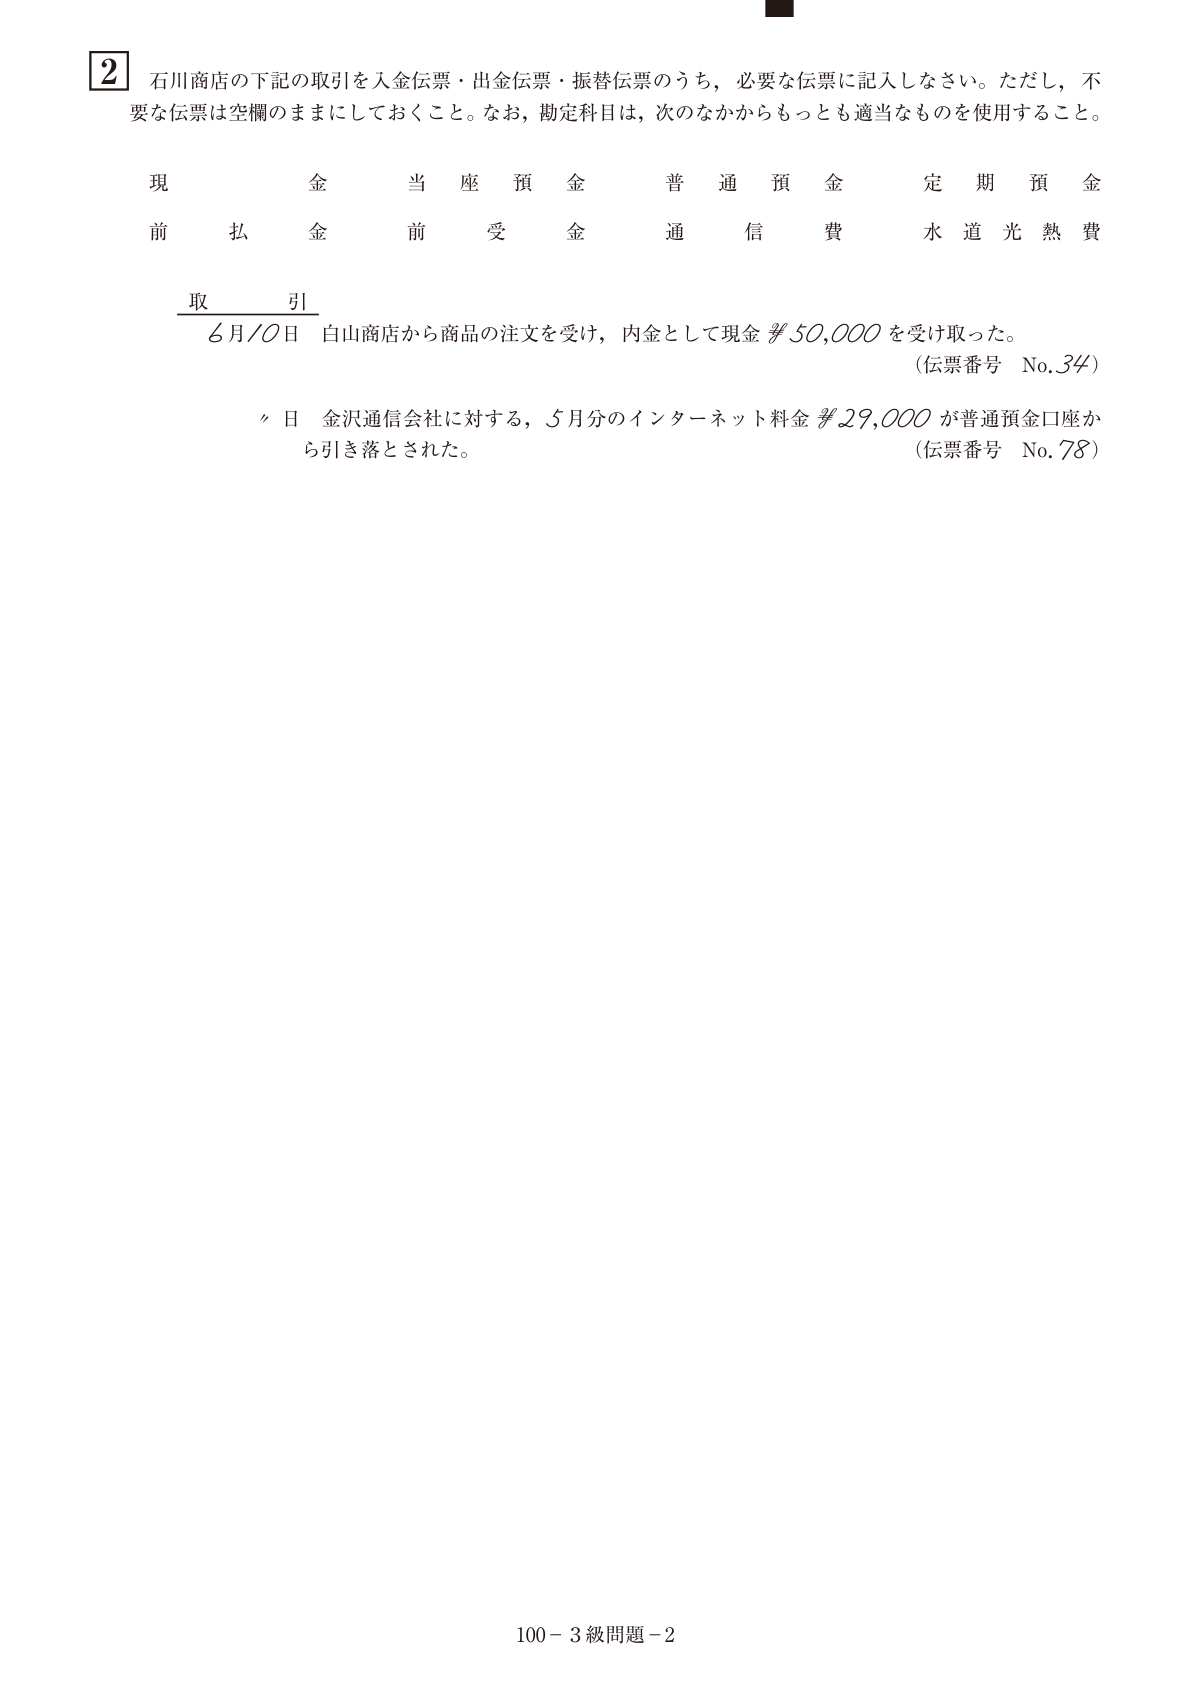 2 石川商店の下記の取引を入金伝票・出金伝票・振替伝票のうち，必要な伝票に記入しなさい。ただし，不
要な伝票は空欄のままにしておくこと。なお，勘定科目は，次のなかからもっとも適当なものを使用すること。
現金 当座預金 普通預金 定期預金
前払金 前受金 通信費 水道光熱費
取引
6月10日 白山商店から商品の注文を受け，内金として現金¥50,000を受け取った。
（伝票番号 No.34）
〃日 金沢通信会社に対する，5月分のインターネット料金¥29,000が普通預金口座か
ら引き落とされた。 （伝票番号 No.78）
100－３級問題－2